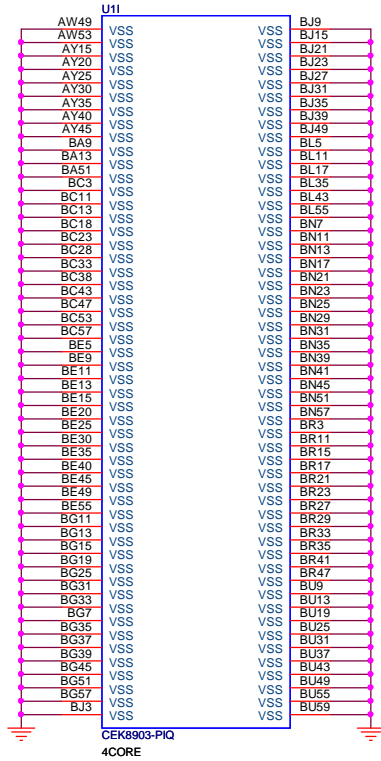 U1I
AW49 VSS VSS BJ9
AW53 VSS VSS BJ15
AY15 VSS VSS BJ21
AY20 VSS VSS BJ23
AY25 VSS VSS BJ27
AY30 VSS VSS BJ31
AY35 VSS VSS BJ35
AY40 VSS VSS BJ39
AY45 VSS VSS BJ49
BA9 VSS VSS BL5
BA13 VSS VSS BL11
BA51 VSS VSS BL17
BC3 VSS VSS BL35
BC11 VSS VSS BL43
BC13 VSS VSS BL55
BC18 VSS VSS BN7
BC23 VSS VSS BN11
BC28 VSS VSS BN13
BC33 VSS VSS BN17
BC38 VSS VSS BN21
BC43 VSS VSS BN23
BC47 VSS VSS BN25
BC53 VSS VSS BN29
BC57 VSS VSS BN31
BE5 VSS VSS BN35
BE9 VSS VSS BN39
BE11 VSS VSS BN41
BE13 VSS VSS BN45
BE15 VSS VSS BN51
BE20 VSS VSS BN57
BE25 VSS VSS BR3
BE30 VSS VSS BR11
BE35 VSS VSS BR15
BE40 VSS VSS BR17
BE45 VSS VSS BR21
BE49 VSS VSS BR23
BE55 VSS VSS BR27
BG11 VSS VSS BR29
BG13 VSS VSS BR33
BG15 VSS VSS BR35
BG19 VSS VSS BR41
BG25 VSS VSS BR47
BG31 VSS VSS BU9
BG33 VSS VSS BU13
BG7 VSS VSS BU19
BG35 VSS VSS BU25
BG37 VSS VSS BU31
BG39 VSS VSS BU37
BG45 VSS VSS BU43
BG51 VSS VSS BU49
BG57 VSS VSS BU55
BJ3 VSS VSS BU59
CEK8903-PIQ
4CORE